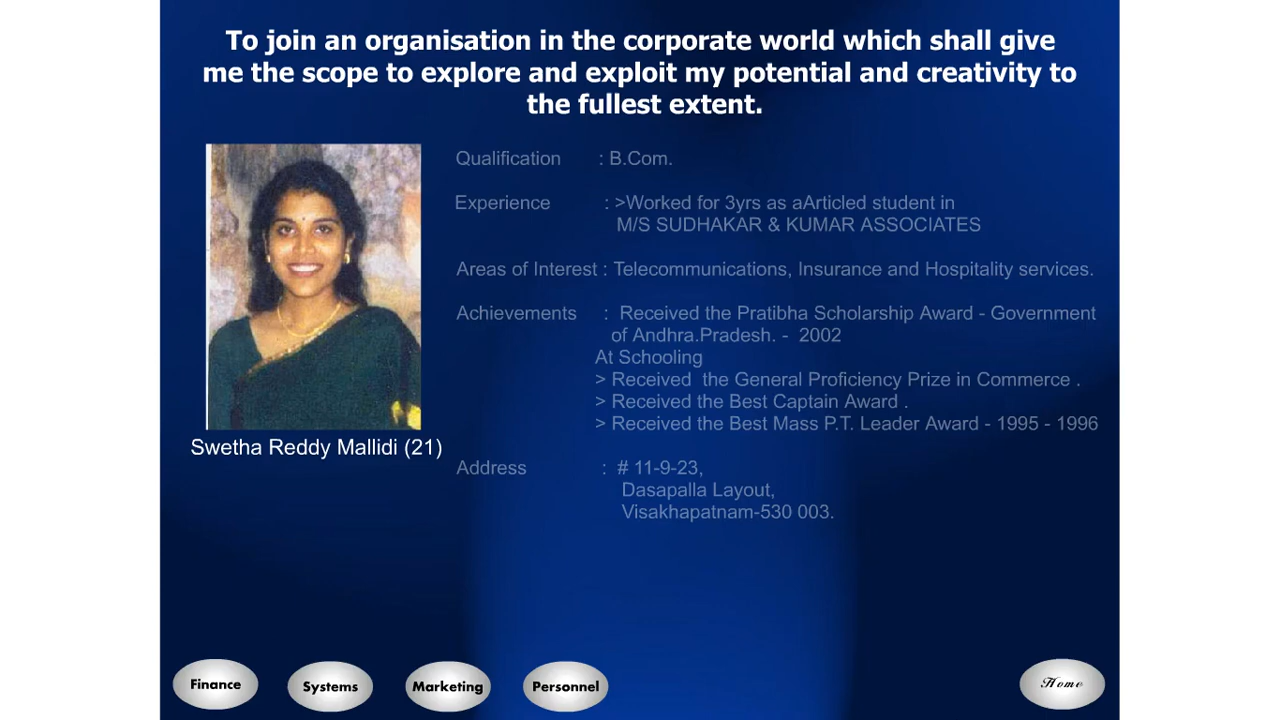 To join an organisation in the corporate world which shall give
me the scope to explore and exploit my potential and creativity to
the fullest extent.
Qualification : B.Com.
Experience : >Worked for 3yrs as aArticled student in
M/S SUDHAKAR & KUMAR ASSOCIATES
Areas of Interest : Telecommunications, Insurance and Hospitality services.
Achievements : Received the Pratibha Scholarship Award - Government
of Andhra.Pradesh. - 2002
At Schooling
> Received the General Proficiency Prize in Commerce .
> Received the Best Captain Award .
> Received the Best Mass P.T. Leader Award - 1995 - 1996
Swetha Reddy Mallidi (21)
Address : # 11-9-23,
Dasapalla Layout,
Visakhapatnam-530 003.
Finance Systems Marketing Personnel Home